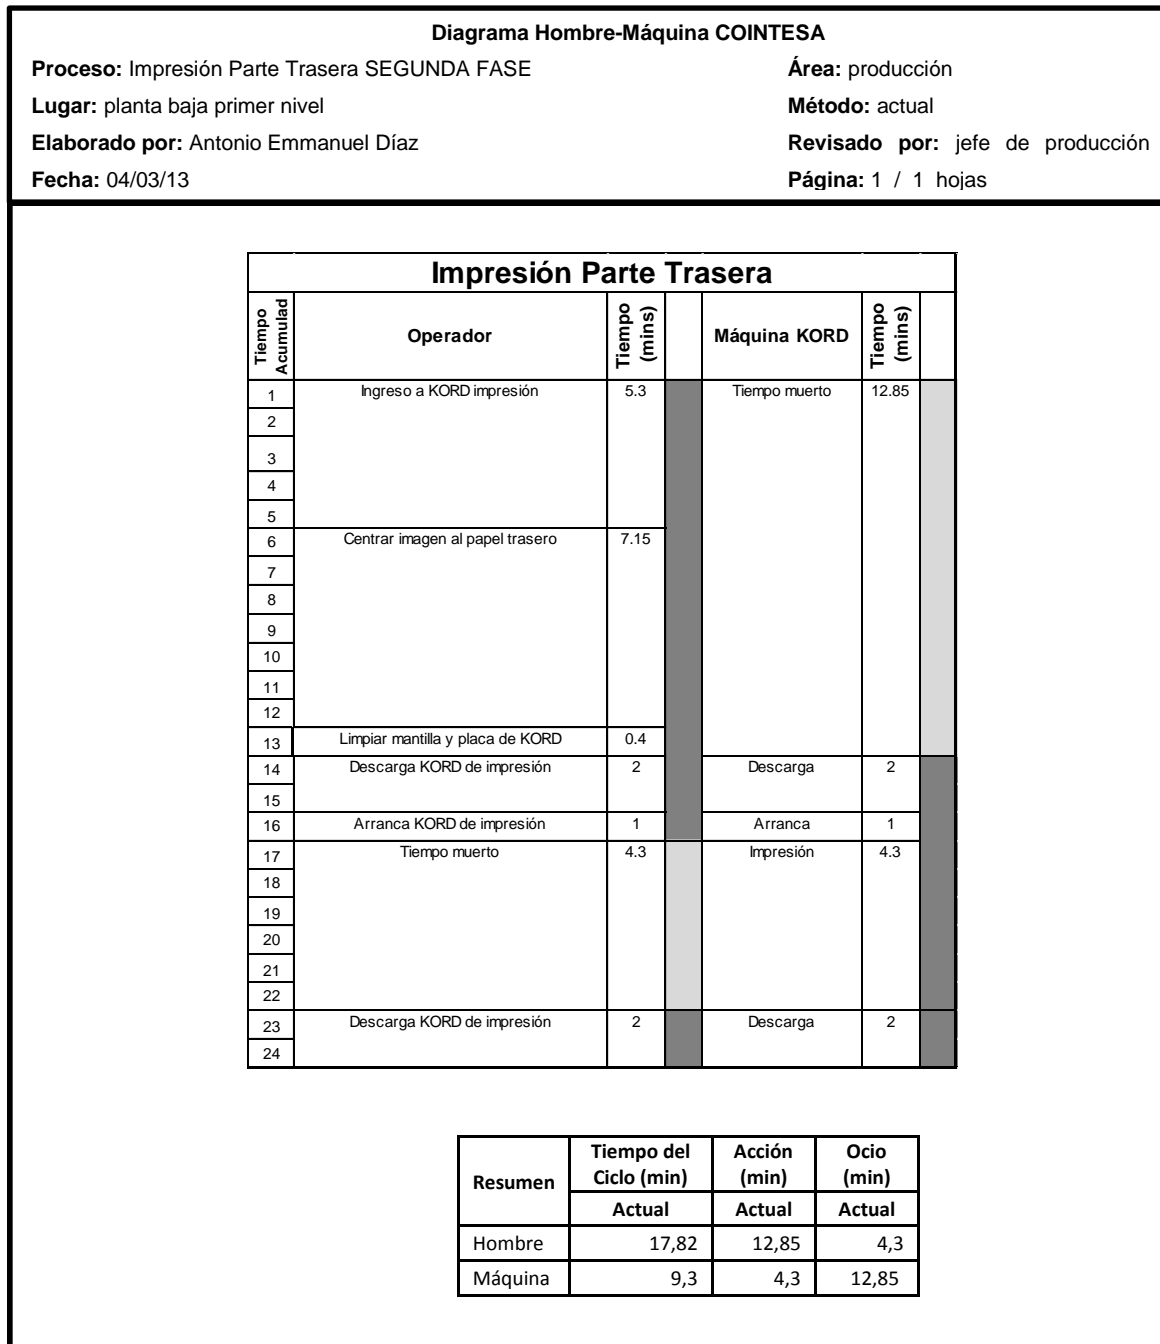 Diagrama Hombre-Máquina COINTESA
Proceso: Impresión Parte Trasera SEGUNDA FASE
Área: producción
Lugar: planta baja primer nivel
Método: actual
Elaborado por: Antonio Emmanuel Díaz
Revisado por: jefe de producción
Fecha: 04/03/13
Página: 1 / 1 hojas
Impresión Parte Trasera
Tiempo Acumulad
Operador
Tiempo (mins)
Máquina KORD
Tiempo (mins)
1 Ingreso a KORD impresión 5.3 Tiempo muerto 12.85
2
3
4
5
6 Centrar imagen al papel trasero 7.15
7
8
9
10
11
12
13 Limpiar mantilla y placa de KORD 0.4
14 Descarga KORD de impresión 2 Descarga 2
15
16 Arranca KORD de impresión 1 Arranca 1
17 Tiempo muerto 4.3 Impresión 4.3
18
19
20
21
22
23 Descarga KORD de impresión 2 Descarga 2
24
Resumen
Tiempo del Ciclo (min)
Acción (min)
Ocio (min)
Actual Actual Actual
Hombre 17,82 12,85 4,3
Máquina 9,3 4,3 12,85